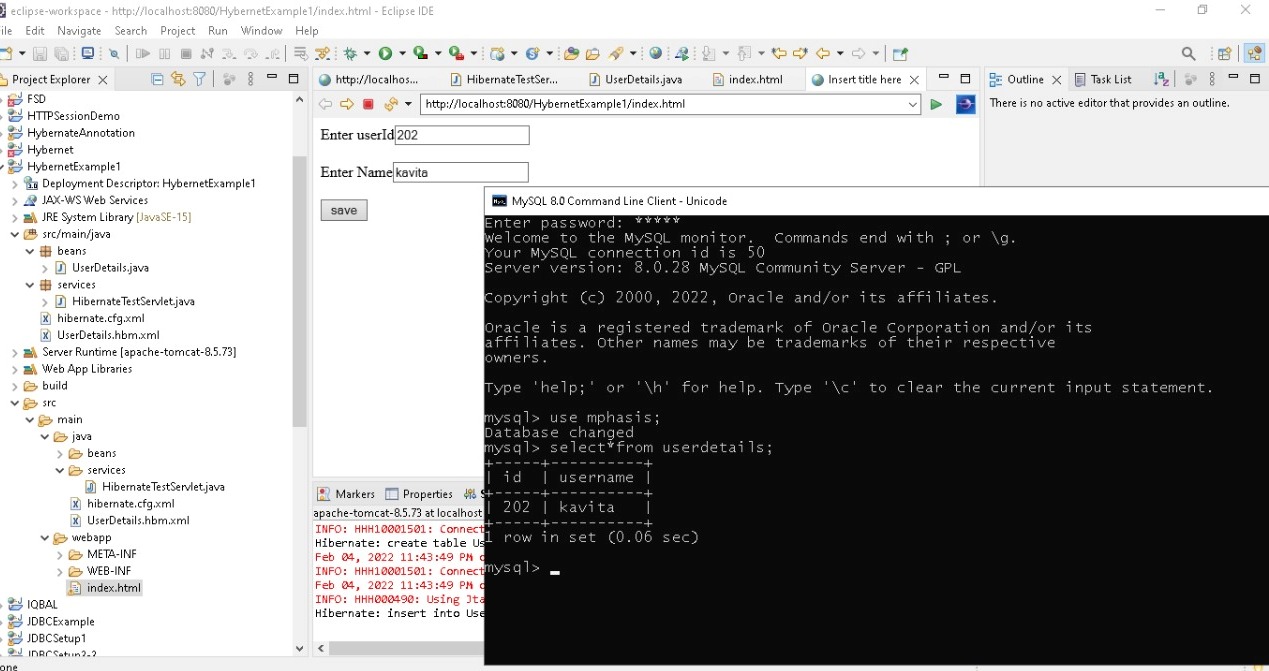 eclipse-workspace - http://localhost:8080/HybernetExample1/index.html - Eclipse IDE
ile Edit Navigate Search Project Run Window Help
Project Explorer
FSD
HTTPSessionDemo
HybernateAnnotation
Hybernet
HybernetExample1
Deployment Descriptor: HybernetExample1
JAX-WS Web Services
JRE System Library [JavaSE-15]
src/main/java
beans
UserDetails.java
services
HibernateTestServlet.java
hibernate.cfg.xml
UserDetails.hbm.xml
Server Runtime [apache-tomcat-8.5.73]
Web App Libraries
build
src
main
java
beans
services
HibernateTestServlet.java
hibernate.cfg.xml
UserDetails.hbm.xml
webapp
META-INF
WEB-INF
index.html
IQBAL
JDBCExample
JDBCSetup1
JDBCSetup2-3
one
http://localhos... HibernateTestSer... UserDetails.java index.html Insert title here
http://localhost:8080/HybernetExample1/index.html
Enter userId 202
Enter Name kavita
save
Outline Task List
There is no active editor that provides an outline.
Markers Properties S
apache-tomcat-8.5.73 at localhost
INFO: HHH10001501: Connect
Hibernate: create table Us
Feb 04, 2022 11:43:49 PM o
INFO: HHH10001501: Connect
Feb 04, 2022 11:43:49 PM o
INFO: HHH000490: Using Jta
Hibernate: insert into Use
MySQL 8.0 Command Line Client - Unicode
Enter password: *****
Welcome to the MySQL monitor.  Commands end with ; or \g.
Your MySQL connection id is 50
Server version: 8.0.28 MySQL Community Server - GPL
Copyright (c) 2000, 2022, Oracle and/or its affiliates.
Oracle is a registered trademark of Oracle Corporation and/or its
affiliates. Other names may be trademarks of their respective
owners.
Type 'help;' or '\h' for help. Type '\c' to clear the current input statement.
mysql> use mphasis;
Database changed
mysql> select*from userdetails;
+-----+----------+
| id  | username |
+-----+----------+
| 202 | kavita   |
+-----+----------+
1 row in set (0.06 sec)
mysql>